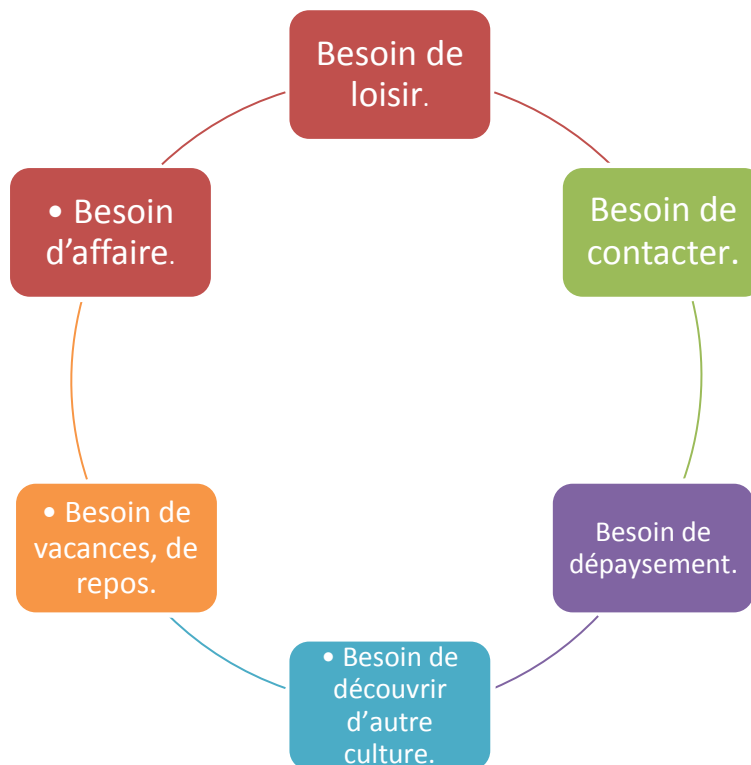 Besoin de
loisir.
Besoin de
contacter.
Besoin de
dépaysement.
• Besoin de
découvrir
d’autre
culture.
• Besoin de
vacances, de
repos.
• Besoin
d’affaire.